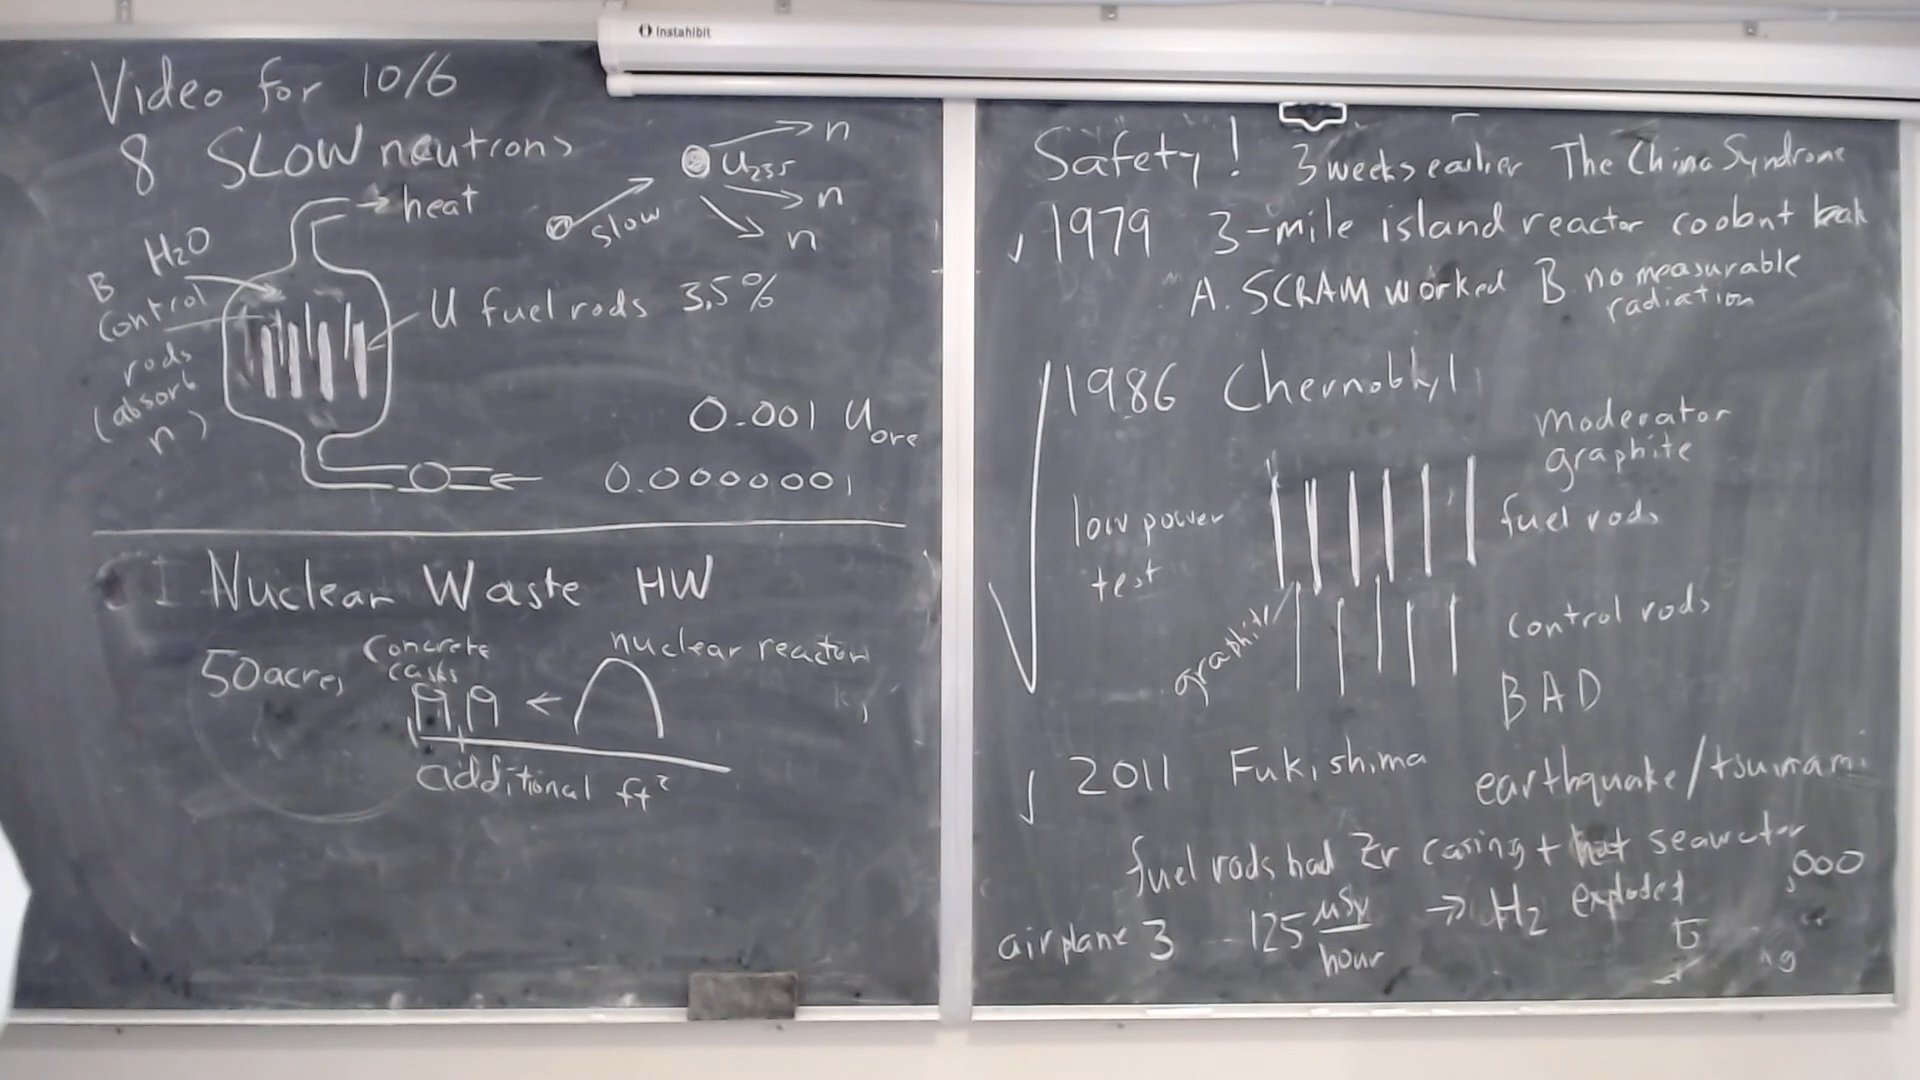 Instahibit
Video for 10/6
8 SLOW neutrons
n
U235
n
n
slow
heat
H2O
B
control
rods
(absorb
n)
U fuel rods 3.5%
0.001 Uore
0.0000001
Nuclear Waste HW
50 acres
concrete
casks
nuclear reactor
additional ft²
Safety! 3 weeks earlier The China Syndrome
✓ 1979 3-mile island reactor coolant leak
A. SCRAM worked B no measurable
radiation
✓ 1986 Chernobyl
moderator
graphite
low power
test
fuel rods
graphite
control rods
BAD
✓ 2011 Fukishima earthquake/tsunami
fuel rods had Zr casing + hot seawater
→ H2 exploded
,000
airplane 3 125 µSv
hour